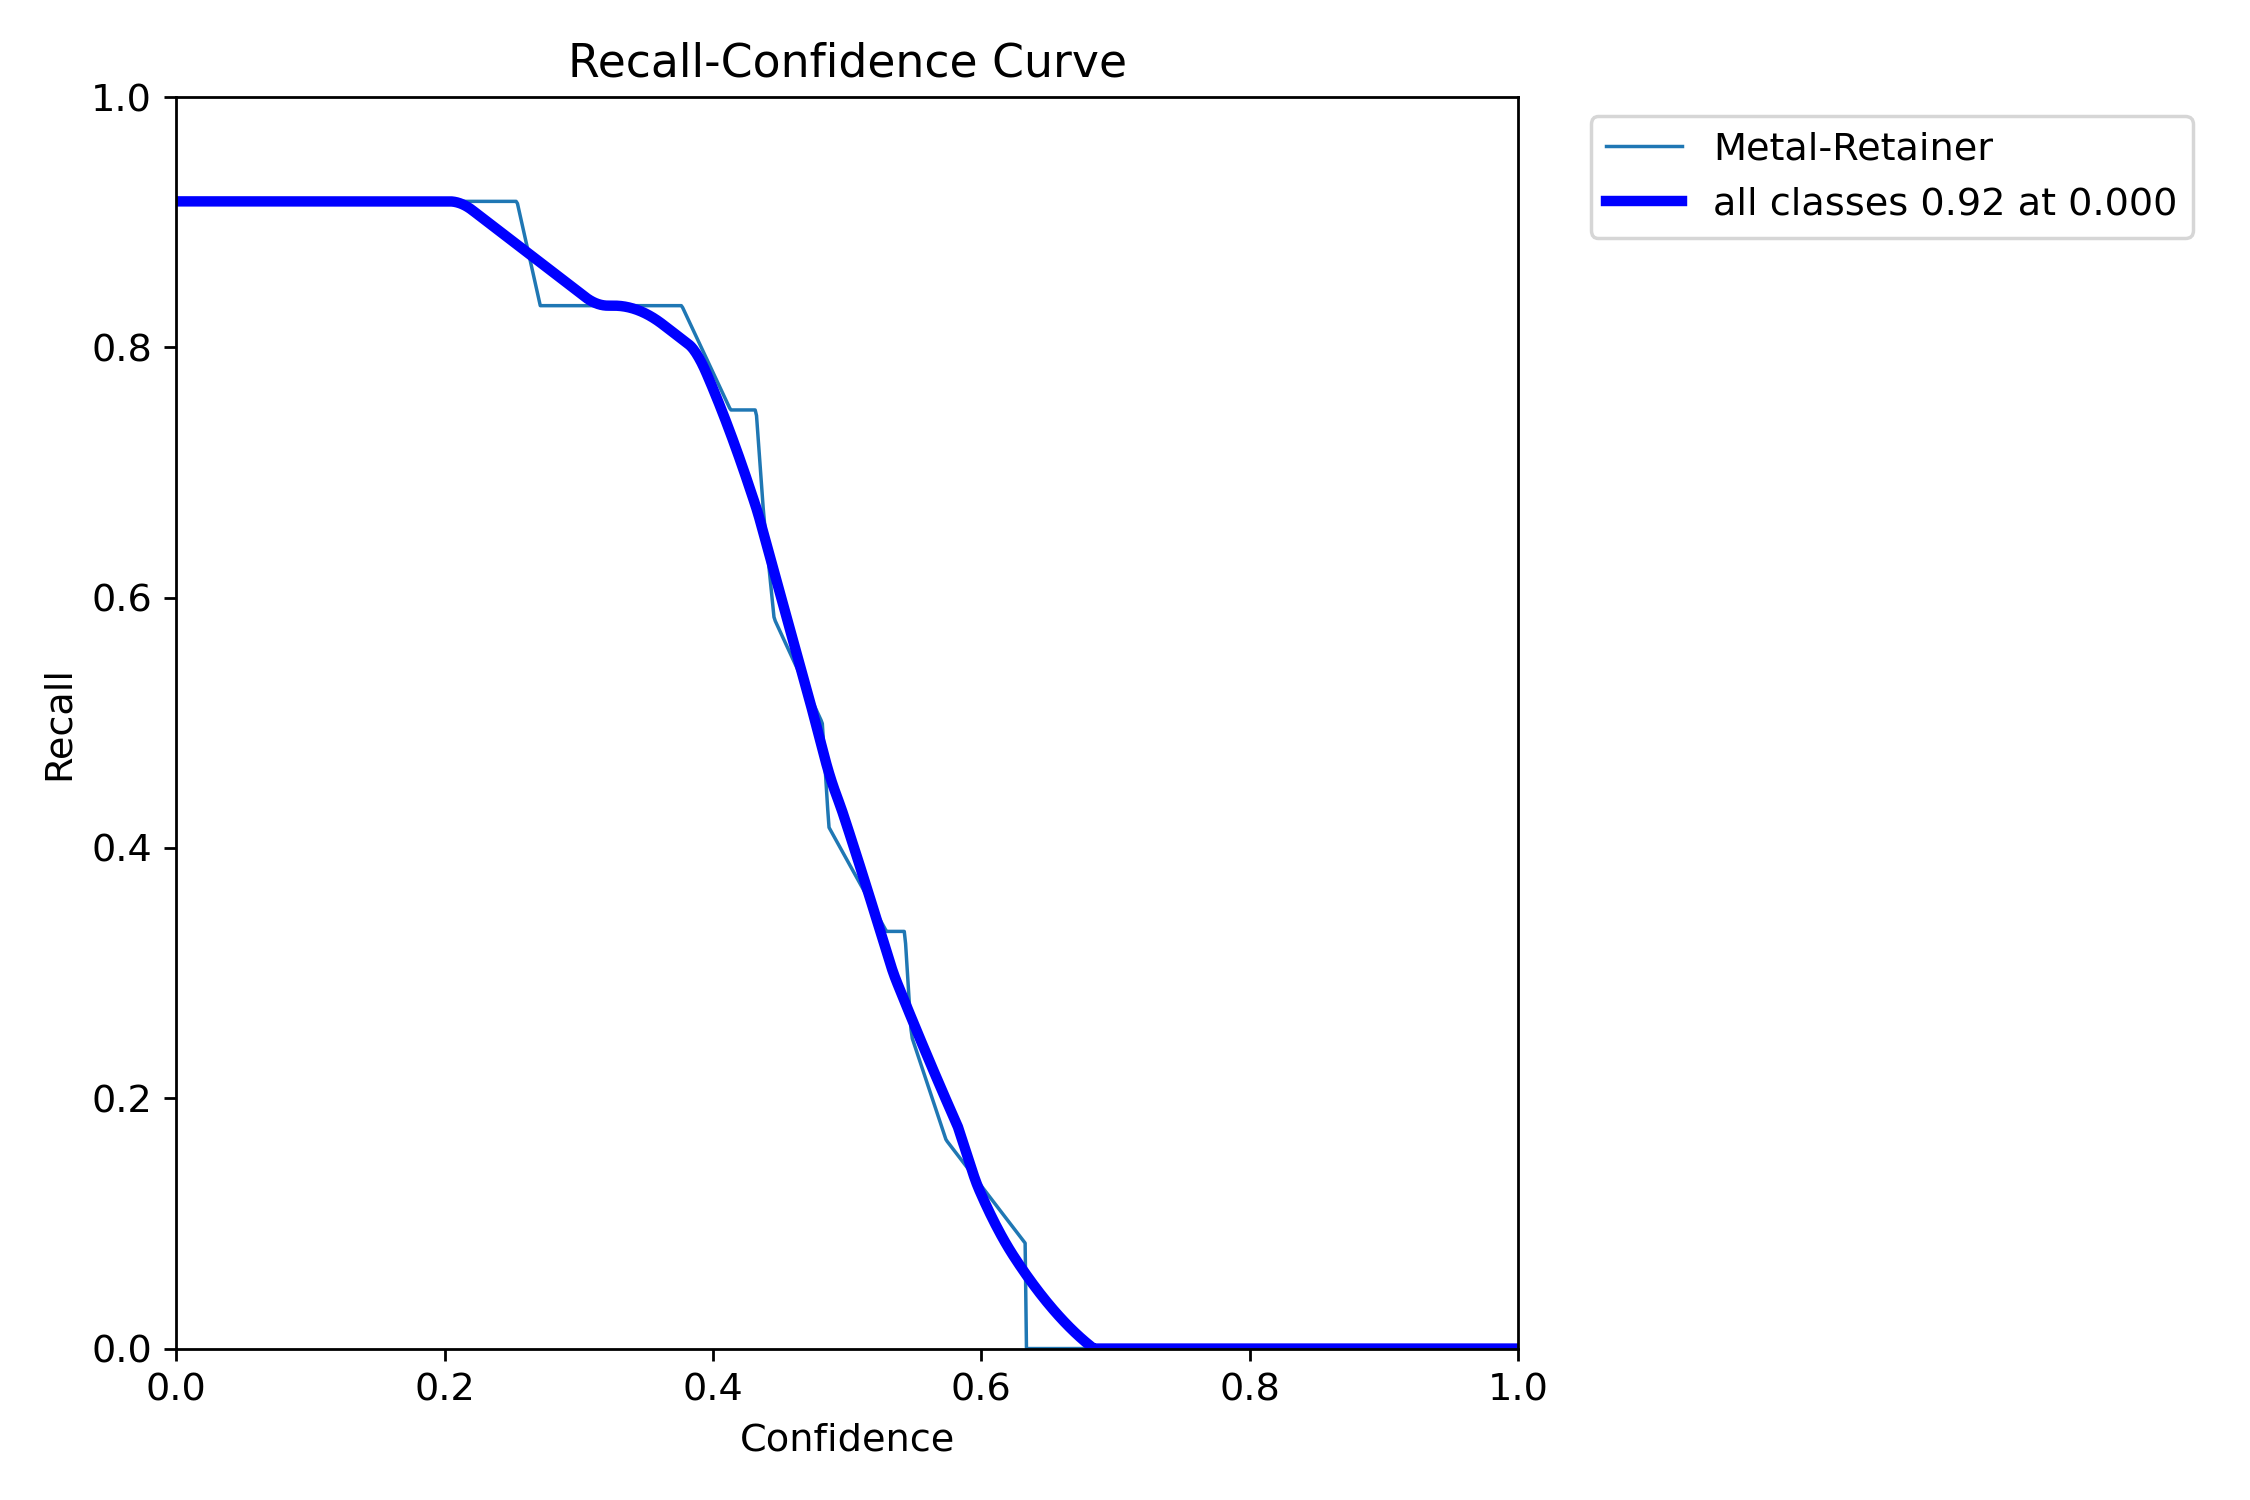 Recall-Confidence Curve
Metal-Retainer
all classes 0.92 at 0.000
1.0
0.8
0.6
0.4
0.2
0.0
Recall
0.0 0.2 0.4 0.6 0.8 1.0
Confidence